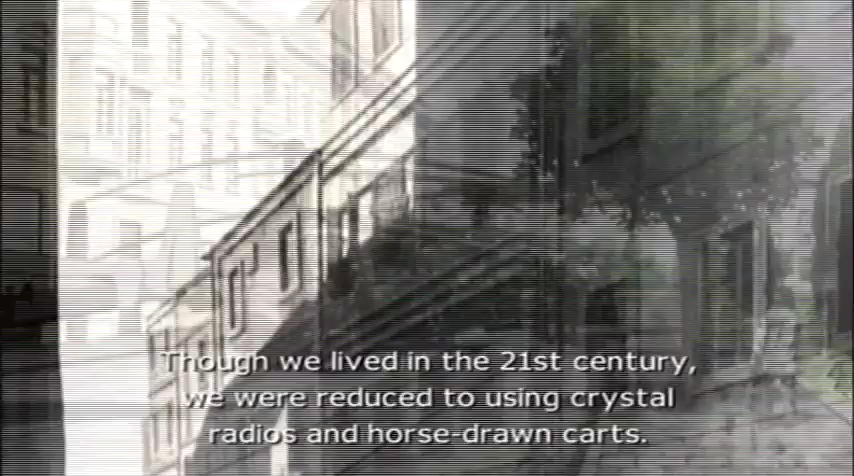 Though we lived in the 21st century,
we were reduced to using crystal
radios and horse-drawn carts.